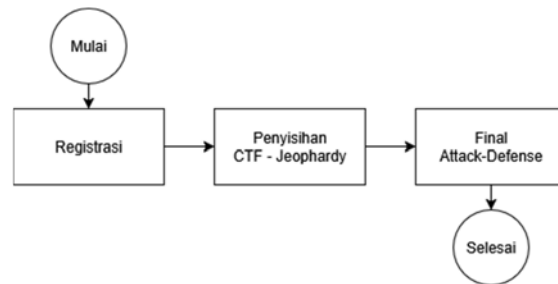 Mulai
Registrasi
Penyisihan
CTF - Jeophardy
Final
Attack-Defense
Selesai